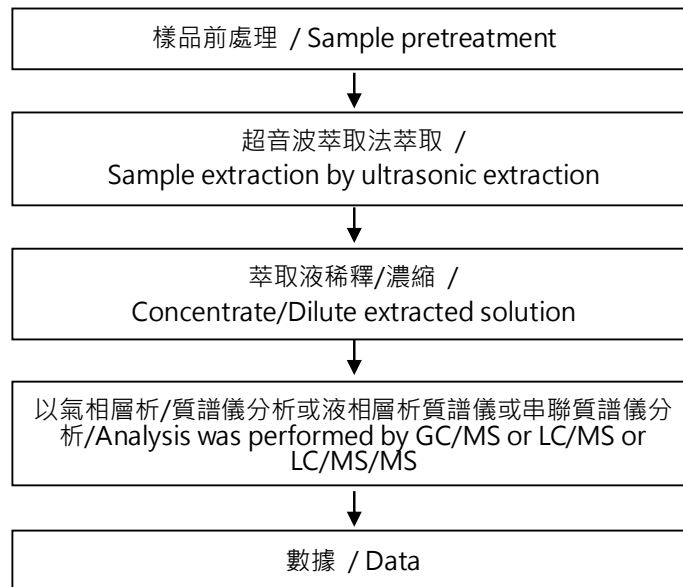 樣品前處理 / Sample pretreatment
超音波萃取法萃取 /
Sample extraction by ultrasonic extraction
萃取液稀釋/濃縮 /
Concentrate/Dilute extracted solution
以氣相層析/質譜儀分析或液相層析質譜儀或串聯質譜儀分
析/Analysis was performed by GC/MS or LC/MS or
LC/MS/MS
數據 / Data